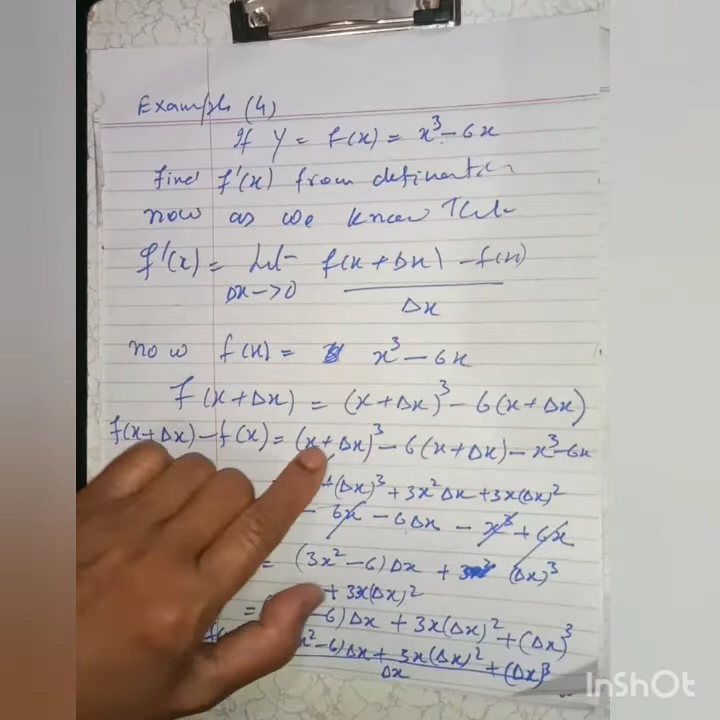 Example (4)
If Y = f(x) = x³ - 6x
find f'(x) from
now as we know
f'(x) = f(x + Δx) - f(x)
Δx -> 0 Δx
now f(x) = x³ - 6x
f(x + Δx) = (x + Δx)³ - 6(x + Δx)
f(x + Δx) - f(x) = (x + Δx)³ - 6(x + Δx) - x³ - 6x
+ (Δx)³ + 3x²Δx + 3x(Δx)²
- 6x - 6Δx - x³ + 6x
= (3x² - 6)Δx + (Δx)³
+ 3x(Δx)²
= - 6)Δx + 3x(Δx)² + (Δx)³
x² - 6)Δx + 3x(Δx)² + (Δx)³
Δx
InShOt